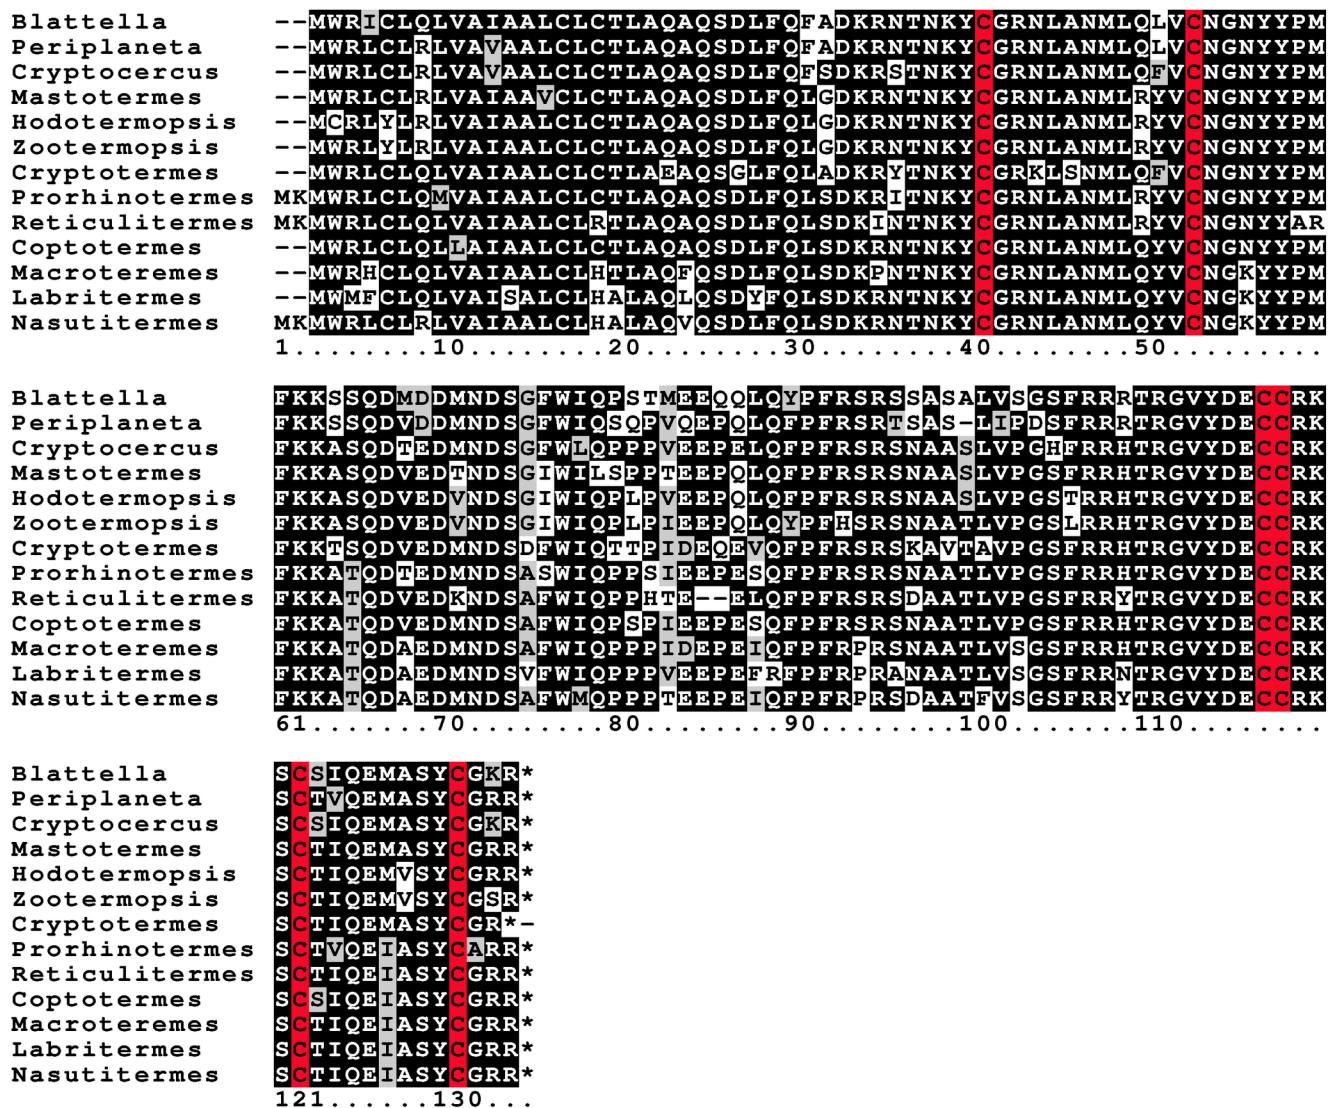 Blattella --MWRICLQLVAIAALCLCTLAQAQSDLFQFADKRNTNKYCGRNLANMLQLVCNGNYYPM
Periplaneta --MWRLCLRLVAVAALCLCTLAQAQSDLFQFADKRNTNKYCGRNLANMLQLVCNGNYYPM
Cryptocercus --MWRLCLRLVAVAALCLCTLAQAQSDLFQFSDKRSTNKYCGRNLANMLQFVCNGNYYPM
Mastotermes --MWRLCLRLVAIAAVCLCTLAQAQSDLFQLGDKRNTNKYCGRNLANMLRYVCNGNYYPM
Hodotermopsis --MCRLYLRLVAIAALCLCTLAQAQSDLFQLGDKRNTNKYCGRNLANMLRYVCNGNYYPM
Zootermopsis --MWRLYLRLVAIAALCLCTLAQAQSDLFQLGDKRNTNKYCGRNLANMLRYVCNGNYYPM
Cryptotermes --MWRLCLQLVAIAALCLCTLAEAQSGLFQLADKRYTNKYCGRKLSNMLQFVCNGNYYPM
Prorhinotermes MKMWRLCLQMVAIAALCLCTLAQAQSDLFQLSDKRITNKYCGRNLANMLRYVCNGNYYPM
Reticulitermes MKMWRLCLQLVAIAALCLRTLAQAQSDLFQLSDKINTNKYCGRNLANMLRYVCNGNYYAR
Coptotermes --MWRLCLQLLAIAALCLCTLAQAQSDLFQLSDKRNTNKYCGRNLANMLQYVCNGNYYPM
Macroteremes --MWRHCLQLVAIAALCLHTLAQFQSDLFQLSDKPNTNKYCGRNLANMLQYVCNGKYYPM
Labritermes --MWMFCLQLVAISALCLHALAQLQSDYFQLSDKRNTNKYCGRNLANMLQYVCNGKYYPM
Nasutitermes MKMWRLCLRLVAIAALCLHALAQVQSDLFQLSDKRNTNKYCGRNLANMLQYVCNGKYYPM
1........10........20........30........40........50.........
Blattella FKKSSQDMDDMNDSGFWIQPSTMEEQQLQYPFRSRSSASALVSGSFRRRTRGVYDECCRK
Periplaneta FKKSSQDVDDMNDSGFWIQSQPVQEPQLQFPFRSRTSAS-LIPDSFRRRTRGVYDECCRK
Cryptocercus FKKASQDTEDMNDSGFWLQPPPVEEPELQFPFRSRSNAASLVPGHFRRHTRGVYDECCRK
Mastotermes FKKASQDVEDTNDSGIWILSPPTEEPQLQFPFRSRSNAASLVPGSFRRHTRGVYDECCRK
Hodotermopsis FKKASQDVEDVNDSGIWIQPLPVEEPQLQFPFRSRSNAASLVPGSTRRHTRGVYDECCRK
Zootermopsis FKKASQDVEDVNDSGIWIQPLPIEEPQLQYPFHSRSNAATLVPGSLRRHTRGVYDECCRK
Cryptotermes FKKTSQDVEDMNDSDFWIQTTPIDEQEVQFPFRSRSKAVTAVPGSFRRHTRGVYDECCRK
Prorhinotermes FKKATQDTEDMNDSASWIQPPSIEEPESQFPFRSRSNAATLVPGSFRRHTRGVYDECCRK
Reticulitermes FKKATQDVEDKNDSAFWIQPPHTE--ELQFPFRSRSDAATLVPGSFRRYTRGVYDECCRK
Coptotermes FKKATQDVEDMNDSAFWIQPSPIEEPESQFPFRSRSNAATLVPGSFRRHTRGVYDECCRK
Macroteremes FKKATQDAEDMNDSAFWIQPPPIDEPEIQFPFRPRSNAATLVSGSFRRHTRGVYDECCRK
Labritermes FKKATQDAEDMNDSVFWIQPPPVEEPEFRFPFRPRANAATLVSGSFRRNTRGVYDECCRK
Nasutitermes FKKATQDAEDMNDSAFWMQPPPTEEPEIQFPFRPRSDAATFVSGSFRRYTRGVYDECCRK
61.......70........80........90........100.......110.........
Blattella SCSIQEMASYCGKR*
Periplaneta SCTVQEMASYCGRR*
Cryptocercus SCSIQEMASYCGKR*
Mastotermes SCTIQEMASYCGRR*
Hodotermopsis SCTIQEMVSYCGRR*
Zootermopsis SCTIQEMVSYCGSR*
Cryptotermes SCTIQEMASYCGR*-
Prorhinotermes SCTVQEIASYCARR*
Reticulitermes SCTIQEIASYCGRR*
Coptotermes SCSIQEIASYCGRR*
Macroteremes SCTIQEIASYCGRR*
Labritermes SCTIQEIASYCGRR*
Nasutitermes SCTIQEIASYCGRR*
121......130...